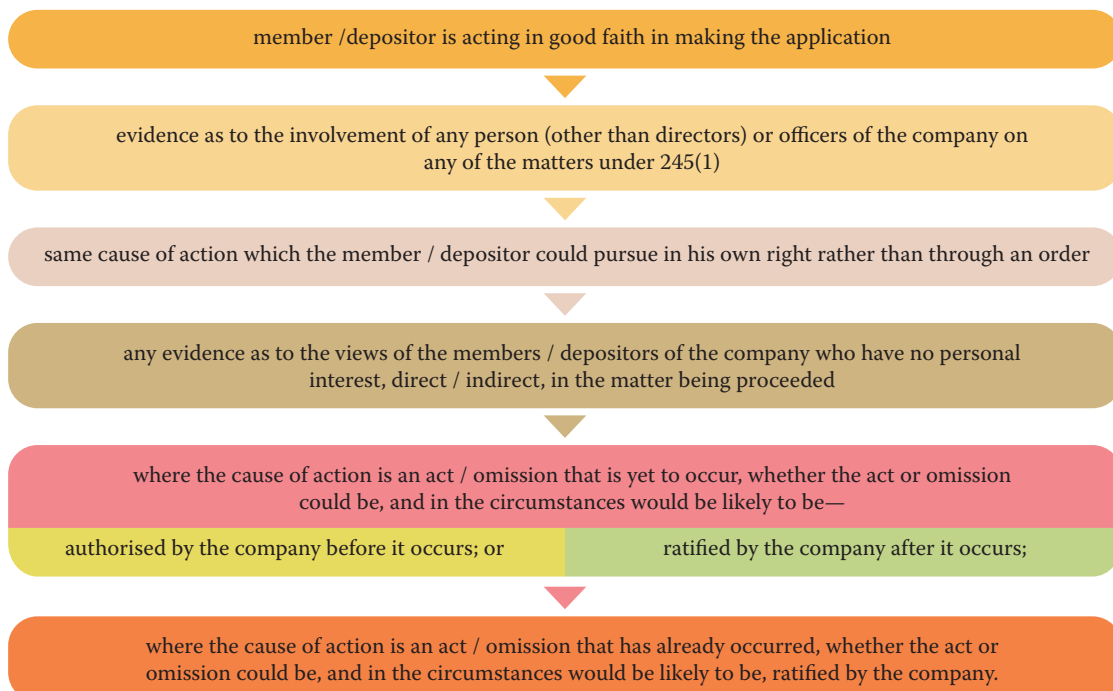 member /depositor is acting in good faith in making the application
evidence as to the involvement of any person (other than directors) or officers of the company on
any of the matters under 245(1)
same cause of action which the member / depositor could pursue in his own right rather than through an order
any evidence as to the views of the members / depositors of the company who have no personal
interest, direct / indirect, in the matter being proceeded
where the cause of action is an act / omission that is yet to occur, whether the act or omission
could be, and in the circumstances would be likely to be—
authorised by the company before it occurs; or
ratified by the company after it occurs;
where the cause of action is an act / omission that has already occurred, whether the act or
omission could be, and in the circumstances would be likely to be, ratified by the company.